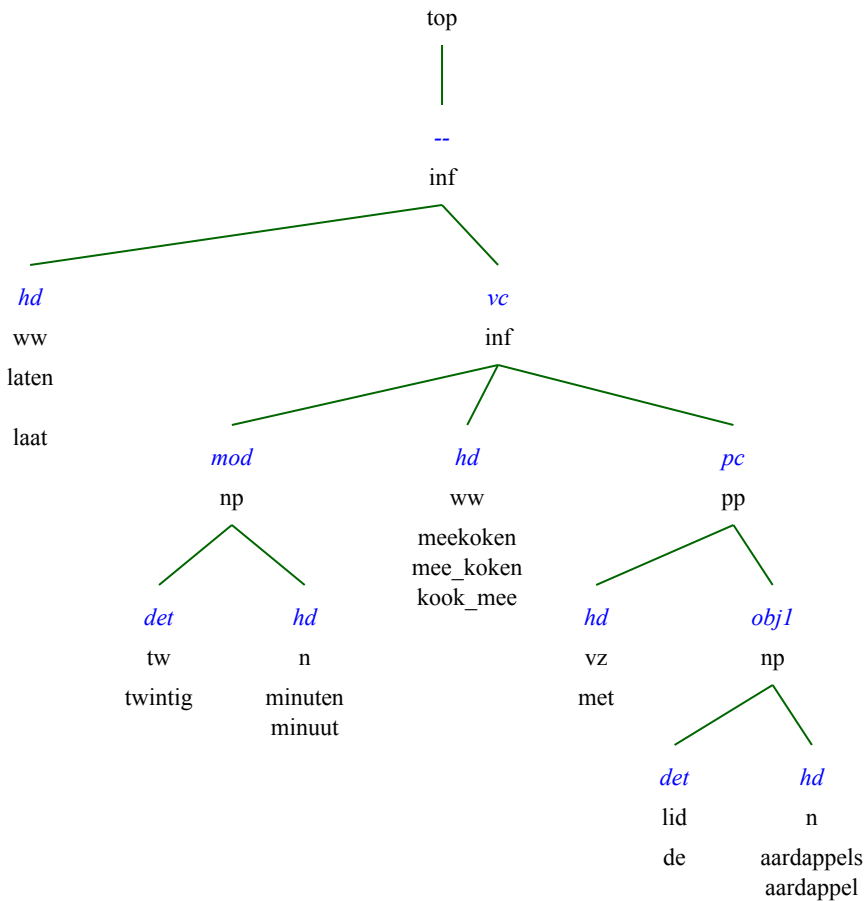 top
--
inf
hd vc
ww inf
laten
laat
mod hd pc
np ww pp
meekoken
mee_koken
kook_mee
det hd hd obj1
tw n vz np
twintig minuten met
minuut
det hd
lid n
de aardappels
aardappel